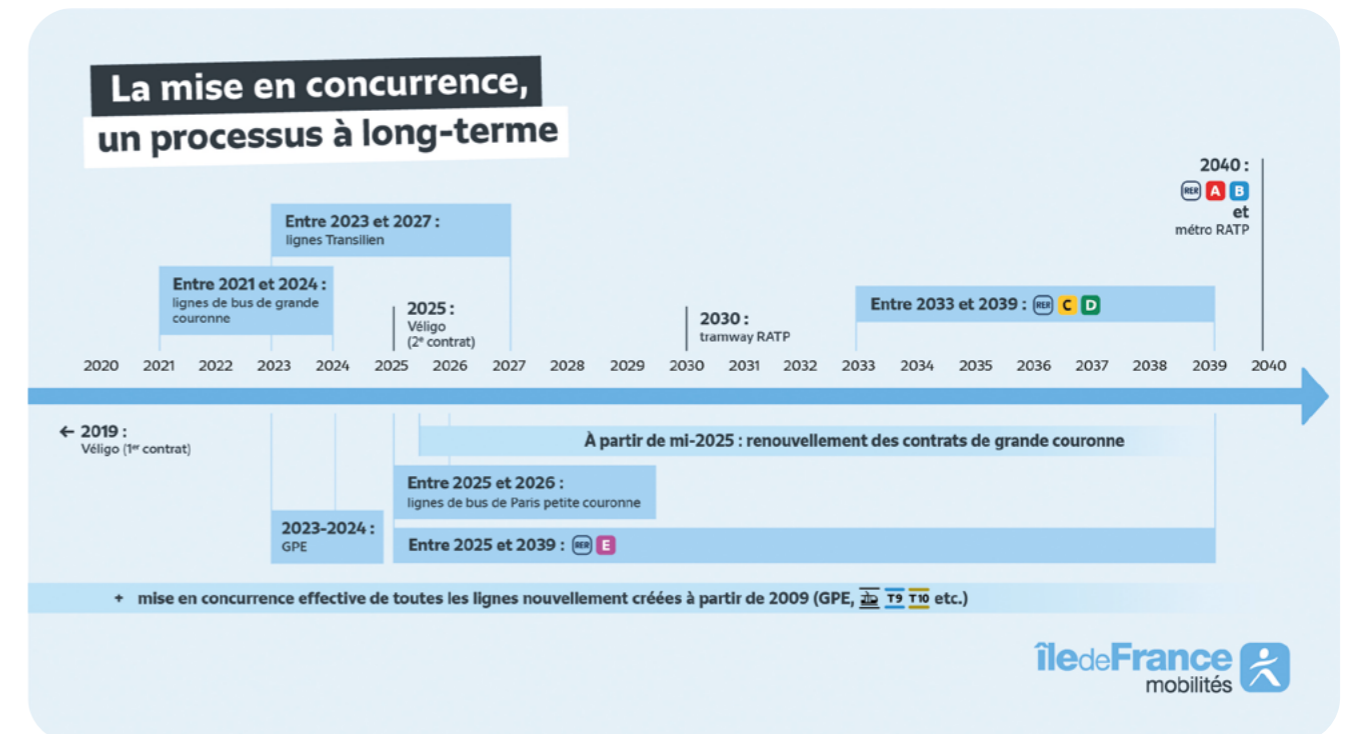 La mise en concurrence,
un processus à long-terme
2040 :
RER A B
et
métro RATP
Entre 2023 et 2027 :
lignes Transilien
Entre 2021 et 2024 :
lignes de bus de grande
couronne
2025 :
Véligo
(2e contrat)
2030 :
tramway RATP
Entre 2033 et 2039 : RER C D
2020 2021 2022 2023 2024 2025 2026 2027 2028 2029 2030 2031 2032 2033 2034 2035 2036 2037 2038 2039 2040
← 2019 :
Véligo (1er contrat)
À partir de mi-2025 : renouvellement des contrats de grande couronne
Entre 2025 et 2026 :
lignes de bus de Paris petite couronne
2023-2024 :
GPE
Entre 2025 et 2039 : RER E
+ mise en concurrence effective de toutes les lignes nouvellement créées à partir de 2009 (GPE, T9 T10 etc.)
îledeFrance
mobilités